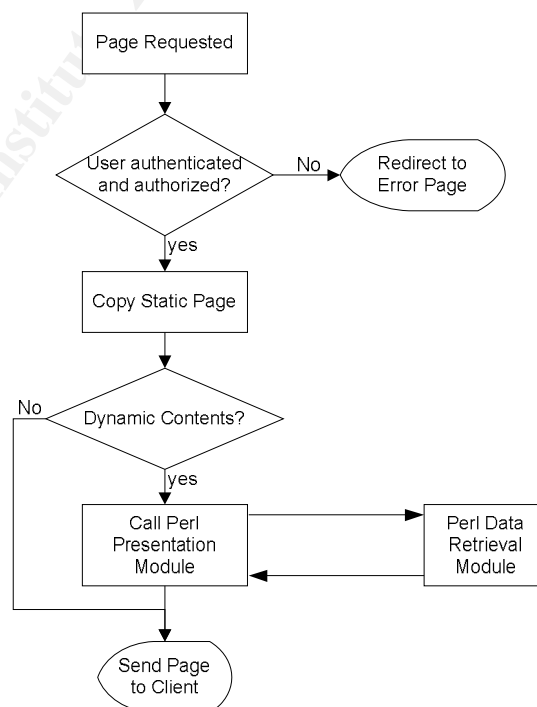 Page Requested
User authenticated
and authorized?
No
Redirect to
Error Page
yes
Copy Static Page
No
Dynamic Contents?
yes
Call Perl
Presentation
Module
Perl Data
Retrieval
Module
Send Page
to Client